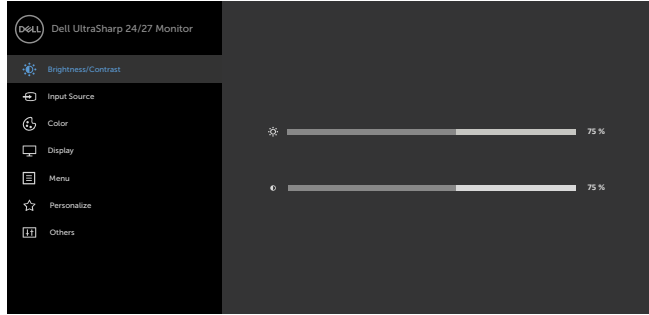 DELL Dell UltraSharp 24/27 Monitor
Brightness/Contrast
Input Source
Color
Display
Menu
Personalize
Others
75 %
75 %